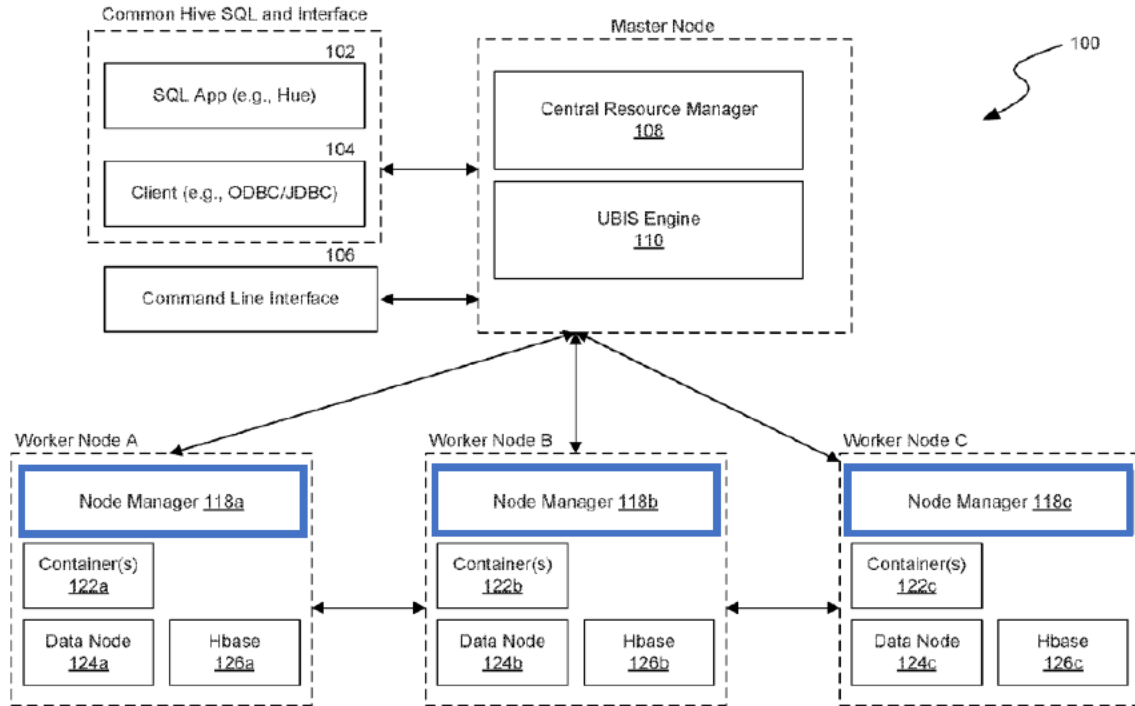 Common Hive SQL and Interface
102
SQL App (e.g., Hue)
104
Client (e.g., ODBC/JDBC)
106
Command Line Interface
Master Node
Central Resource Manager
108
UBIS Engine
110
100
Worker Node A
Node Manager 118a
Container(s)
122a
Data Node
124a
Hbase
126a
Worker Node B
Node Manager 118b
Container(s)
122b
Data Node
124b
Hbase
126b
Worker Node C
Node Manager 118c
Container(s)
122c
Data Node
124c
Hbase
126c